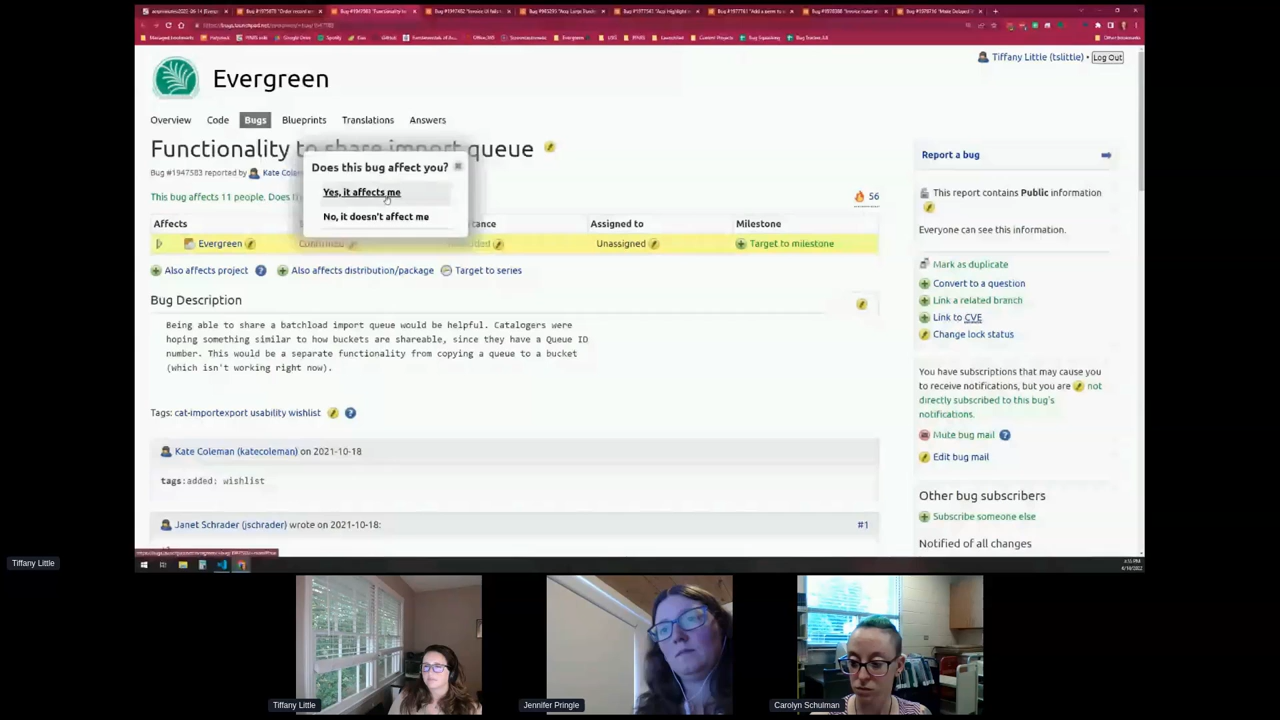 Tiffany Little (tslittle) • Log Out
Evergreen
Overview Code Bugs Blueprints Translations Answers
Functionality to share import queue
Bug #1947583 reported by Kate
This bug affects 11 people.
56
Does this bug affect you?
Yes, it affects me
No, it doesn't affect me
Affects Assigned to Milestone
Evergreen Unassigned Target to milestone
Also affects project Also affects distribution/package Target to series
Bug Description
Being able to share a batchload import queue would be helpful. Catalogers were
hoping something similar to how buckets are shareable, since they have a Queue ID
number. This would be a separate functionality from copying a queue to a bucket
(which isn't working right now).
Tags: cat-importexport usability wishlist
Kate Coleman (katecoleman) on 2021-10-18
tags:added: wishlist
Janet Schrader (jschrader) wrote on 2021-10-18: #1
Report a bug
This report contains Public information
Everyone can see this information.
Mark as duplicate
Convert to a question
Link a related branch
Link to CVE
Change lock status
You have subscriptions that may cause you
to receive notifications, but you are not
directly subscribed to this bug's
notifications.
Mute bug mail
Edit bug mail
Other bug subscribers
Subscribe someone else
Notified of all changes
Tiffany Little
Tiffany Little
Jennifer Pringle
Carolyn Schulman